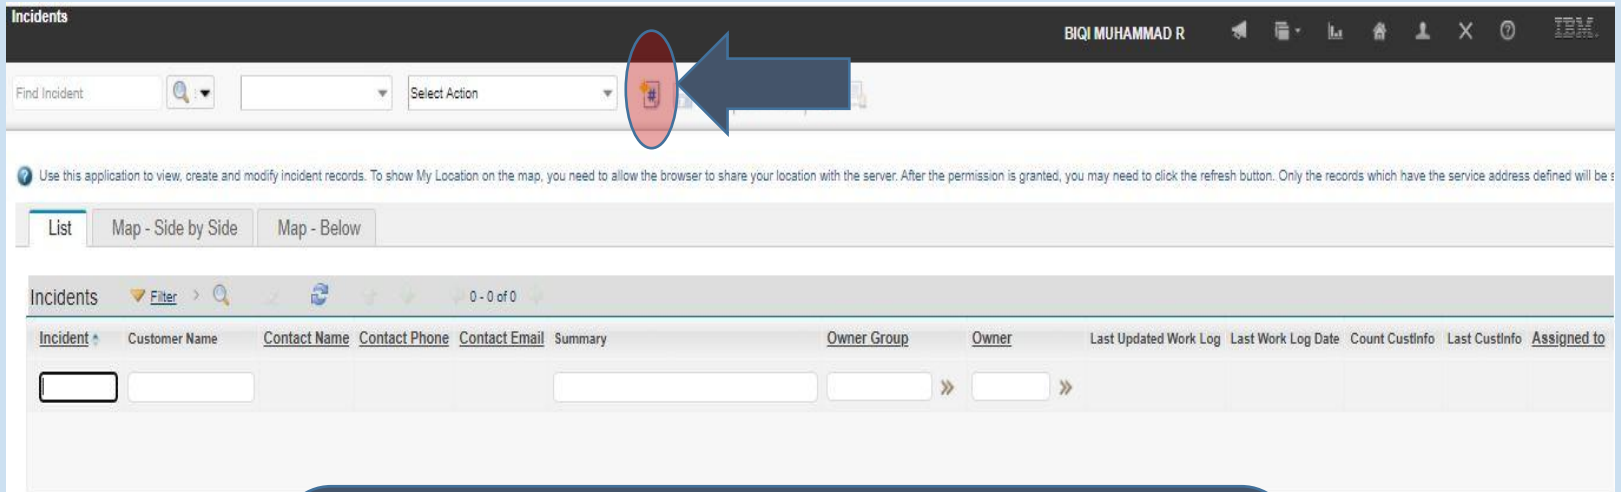 Incidents
BIQI MUHAMMAD R
IBM.
Find Incident
Select Action
Use this application to view, create and modify incident records. To show My Location on the map, you need to allow the browser to share your location with the server. After the permission is granted, you may need to click the refresh button. Only the records which have the service address defined will be s
List Map - Side by Side Map - Below
Incidents Filter 0 - 0 of 0
Incident Customer Name Contact Name Contact Phone Contact Email Summary Owner Group Owner Last Updated Work Log Last Work Log Date Count CustInfo Last CustInfo Assigned to